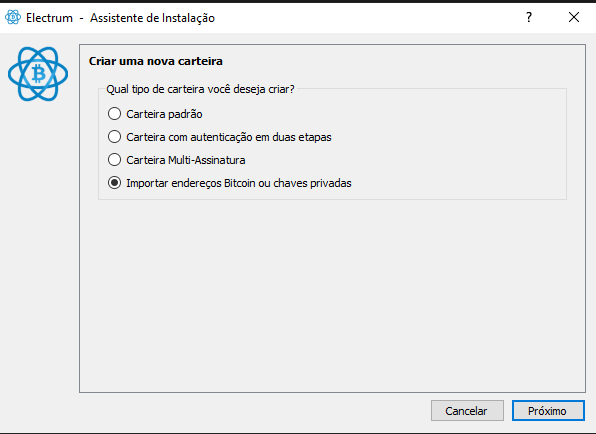 Electrum - Assistente de Instalação
Criar uma nova carteira
Qual tipo de carteira você deseja criar?
Carteira padrão
Carteira com autenticação em duas etapas
Carteira Multi-Assinatura
Importar endereços Bitcoin ou chaves privadas
Cancelar
Próximo